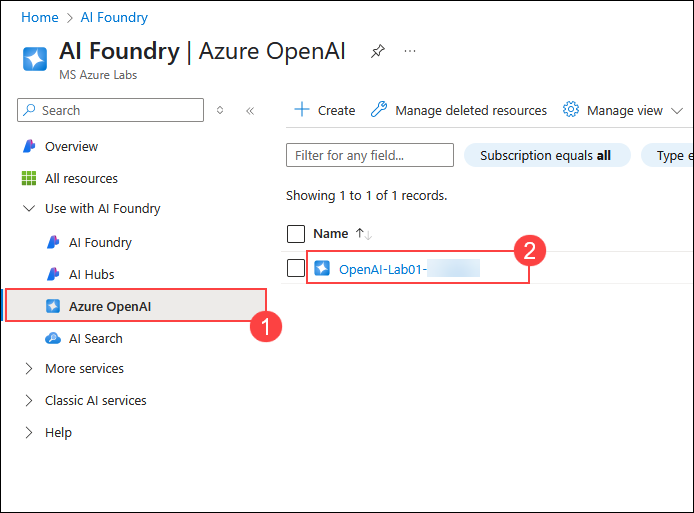 Home > AI Foundry
AI Foundry | Azure OpenAI ...
MS Azure Labs
Search
Overview
All resources
Use with AI Foundry
AI Foundry
AI Hubs
Azure OpenAI
1
AI Search
More services
Classic AI services
Help
Create Manage deleted resources Manage view
Filter for any field... Subscription equals all Type e
Showing 1 to 1 of 1 records.
Name ↑↓
OpenAI-Lab01-
2